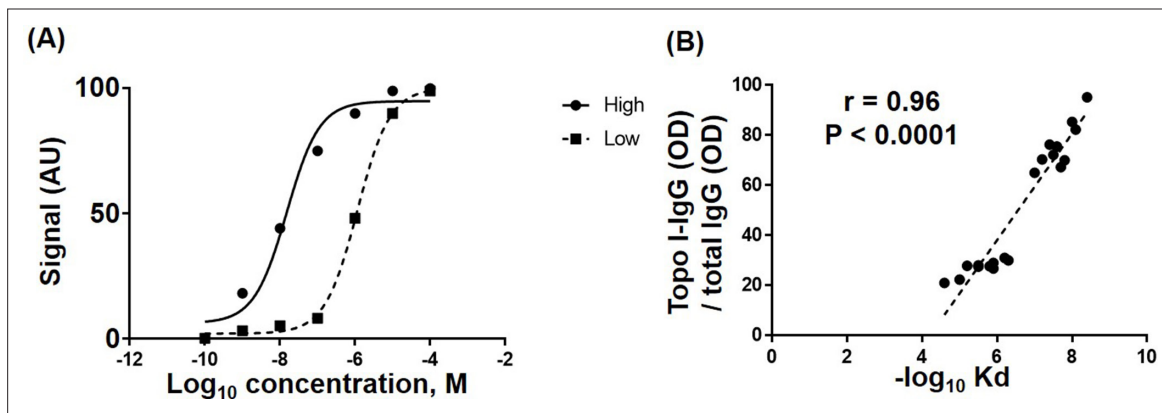 (A)
Signal (AU)
100
50
0
-12
-10
-8
-6
-4
-2
Log10 concentration, M
High
Low
(B)
Topo I-IgG (OD)
/ total IgG (OD)
r = 0.96
P < 0.0001
100
80
60
40
20
0
0
2
4
6
8
10
-log10 Kd